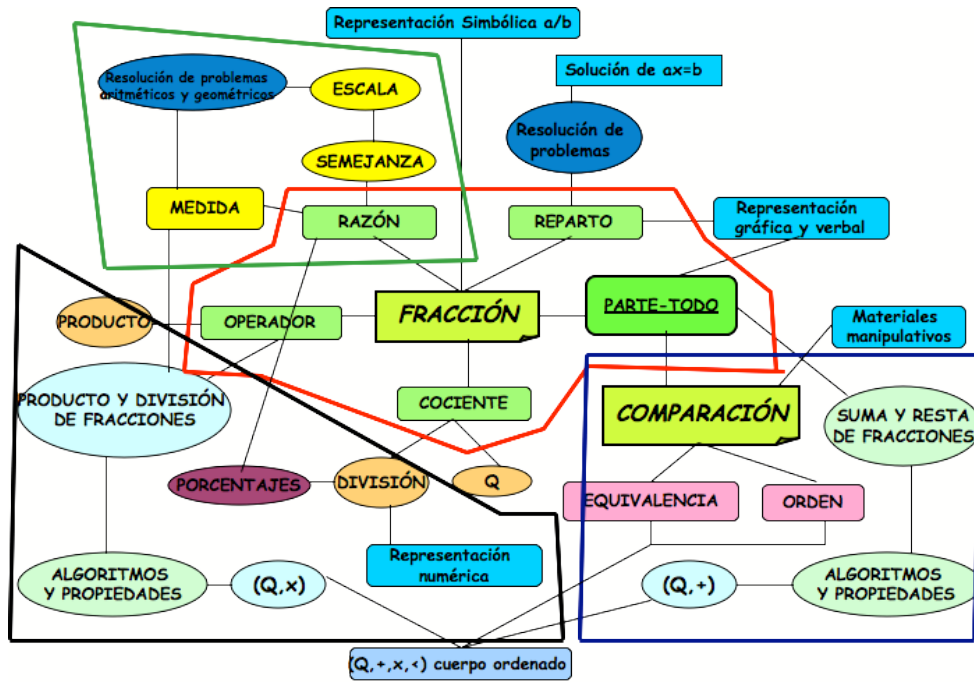 Representación Simbólica a/b
Resolución de problemas
aritméticos y geométricos
ESCALA
Solución de ax=b
Resolución de
problemas
SEMEJANZA
MEDIDA
RAZÓN
REPARTO
Representación
gráfica y verbal
PRODUCTO
OPERADOR
FRACCIÓN
PARTE-TODO
Materiales
manipulativos
PRODUCTO Y DIVISIÓN
DE FRACCIONES
COCIENTE
COMPARACIÓN
SUMA Y RESTA
DE FRACCIONES
PORCENTAJES
DIVISIÓN
Q
EQUIVALENCIA
ORDEN
Representación
numérica
ALGORITMOS
Y PROPIEDADES
(Q,x)
(Q,+)
ALGORITMOS
Y PROPIEDADES
(Q,+,x,<) cuerpo ordenado